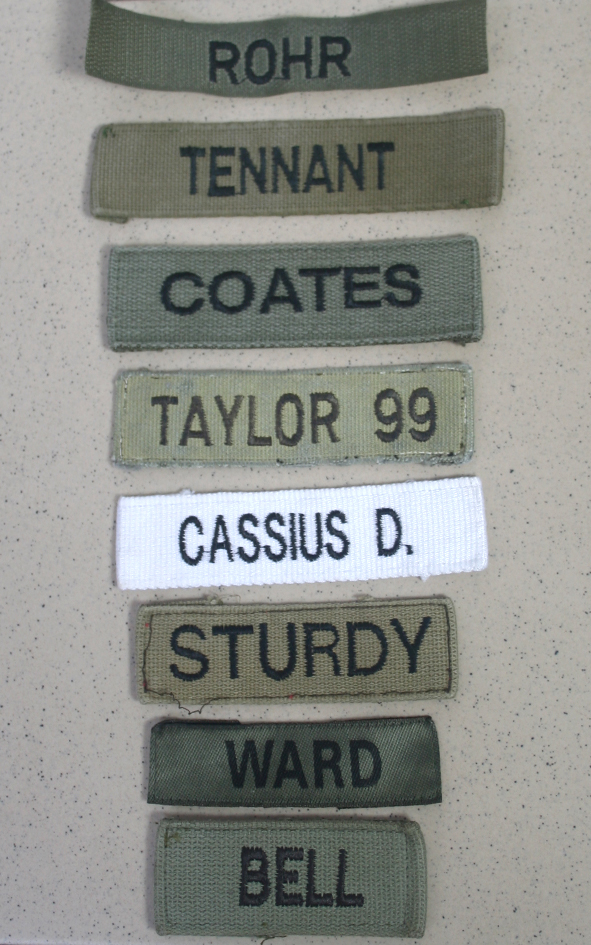 ROHR
TENNANT
COATES
TAYLOR 99
CASSIUS D.
STURDY
WARD
BELL